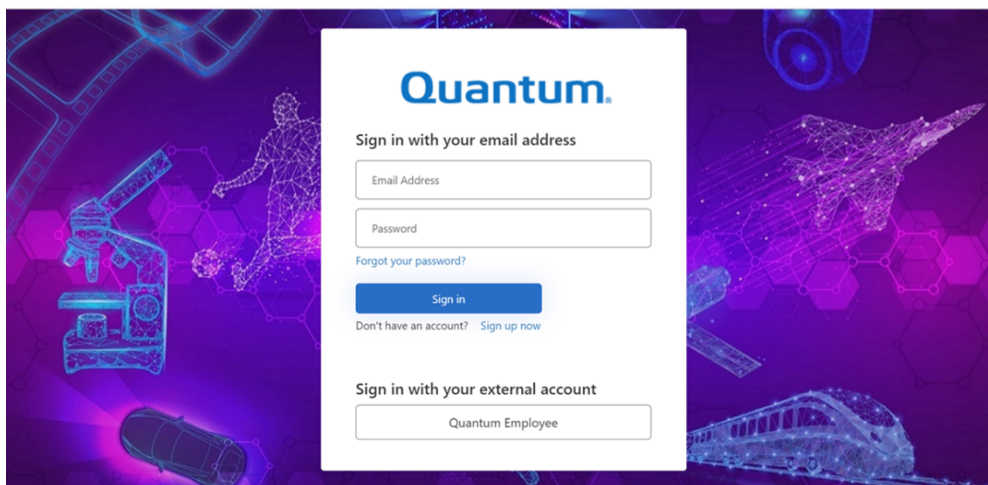 Quantum®
Sign in with your email address
Email Address
Password
Forgot your password?
Sign in
Don't have an account? Sign up now
Sign in with your external account
Quantum Employee